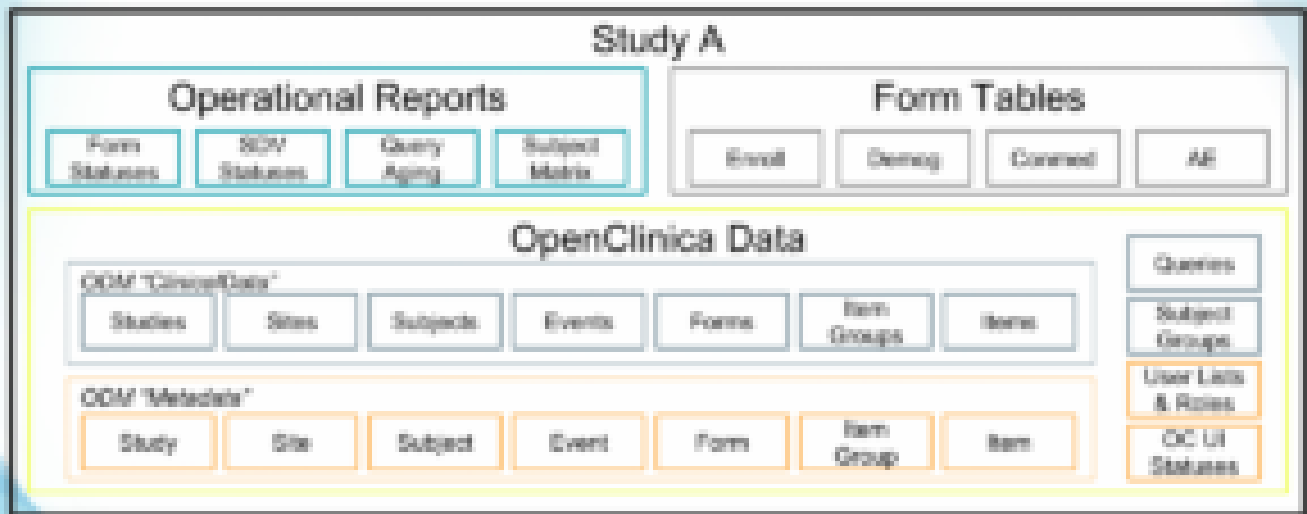 Study A
Operational Reports
Form
Statuses
SDV
Statuses
Query
Aging
Subject
Matrix
Form Tables
Enroll
Demog
Conmed
AE
OpenClinica Data
ODM "ClinicalData"
Studies
Sites
Subjects
Events
Forms
Item
Groups
Items
ODM "Metadata"
Study
Site
Subject
Event
Form
Item
Group
Item
Queries
Subject
Groups
User Lists
& Roles
OC UI
Statuses